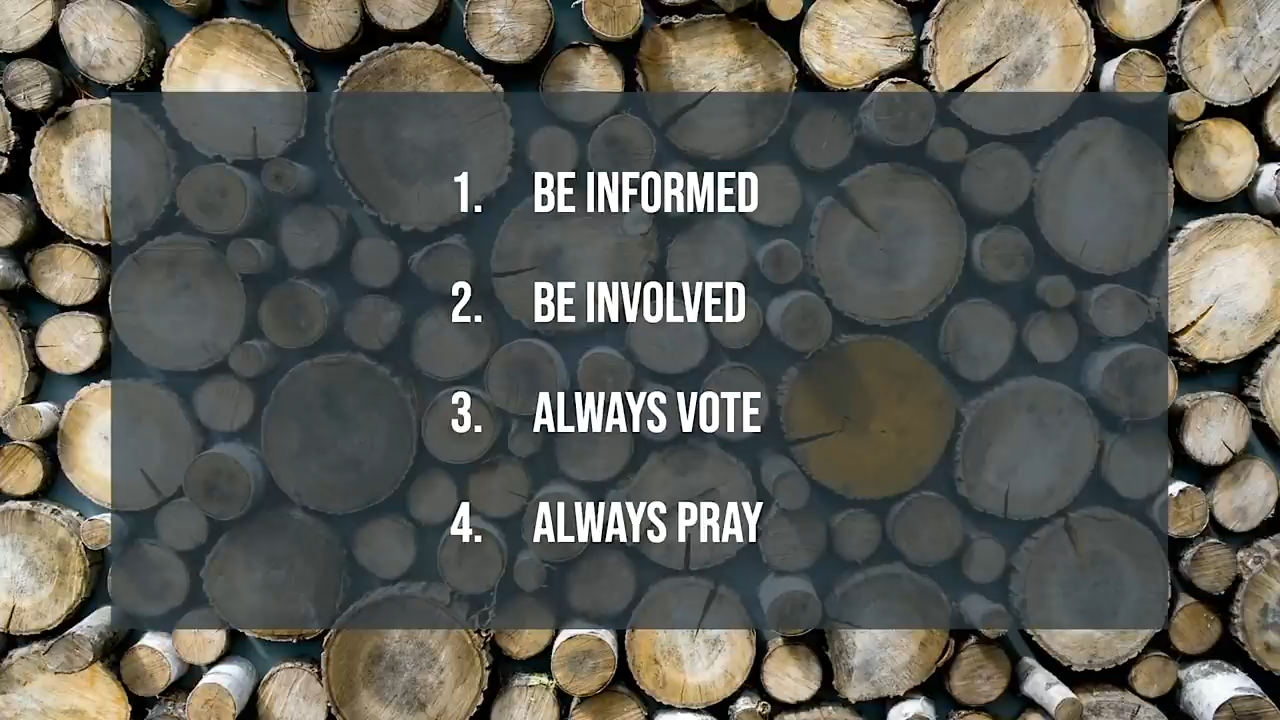 1. BE INFORMED
2. BE INVOLVED
3. ALWAYS VOTE
4. ALWAYS PRAY